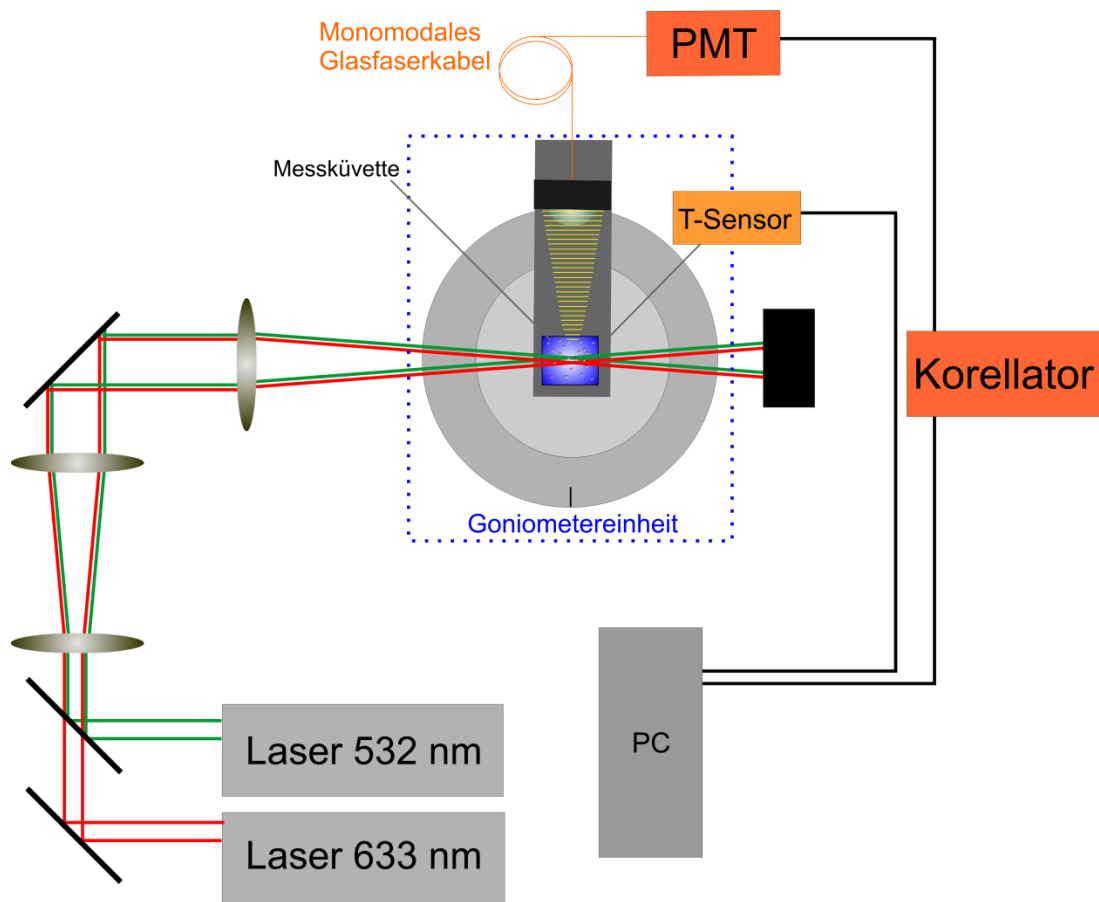 Monomodales
Glasfaserkabel
PMT
Messküvette
T-Sensor
Korellator
Goniometereinheit
PC
Laser 532 nm
Laser 633 nm